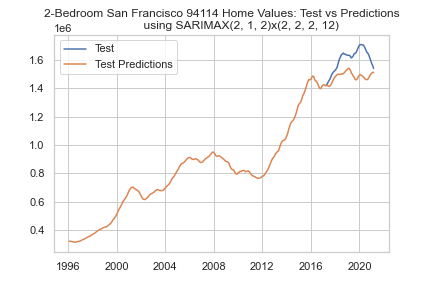 2-Bedroom San Francisco 94114 Home Values: Test vs Predictions
using SARIMAX(2, 1, 2)x(2, 2, 2, 12)
1e6
Test
Test Predictions
1.6
1.4
1.2
1.0
0.8
0.6
0.4
1996 2000 2004 2008 2012 2016 2020